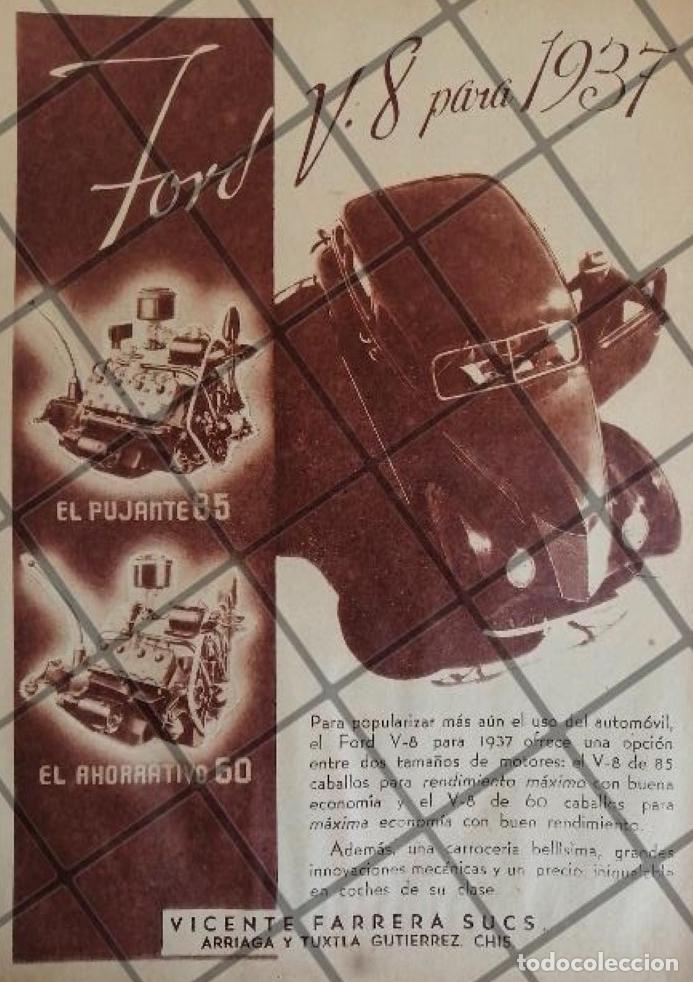 Ford V.8 para 1937
EL PUJANTE 85
EL AHORRATIVO 60
Para popularizar más aún el uso del automóvil,
el Ford V-8 para 1937 ofrece una opción
entre dos tamaños de motores: el V-8 de 85
caballos para rendimiento máximo con buena
economía y el V-8 de 60 caballos para
máxima economía con buen rendimiento.
Además, una carrocería bellísima, grandes
innovaciones mecánicas y un precio inigualable
en coches de su clase.
VICENTE FARRERA SUCS.
ARRIAGA Y TUXTLA GUTIERREZ, CHIS.
todocoleccion